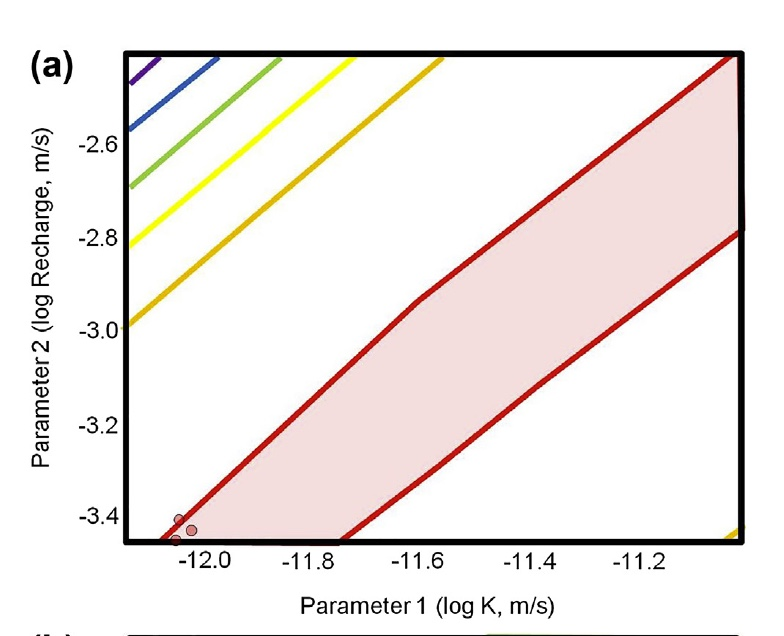 (a)
Parameter 2 (log Recharge, m/s)
-2.6
-2.8
-3.0
-3.2
-3.4
-12.0 -11.8 -11.6 -11.4 -11.2
Parameter 1 (log K, m/s)